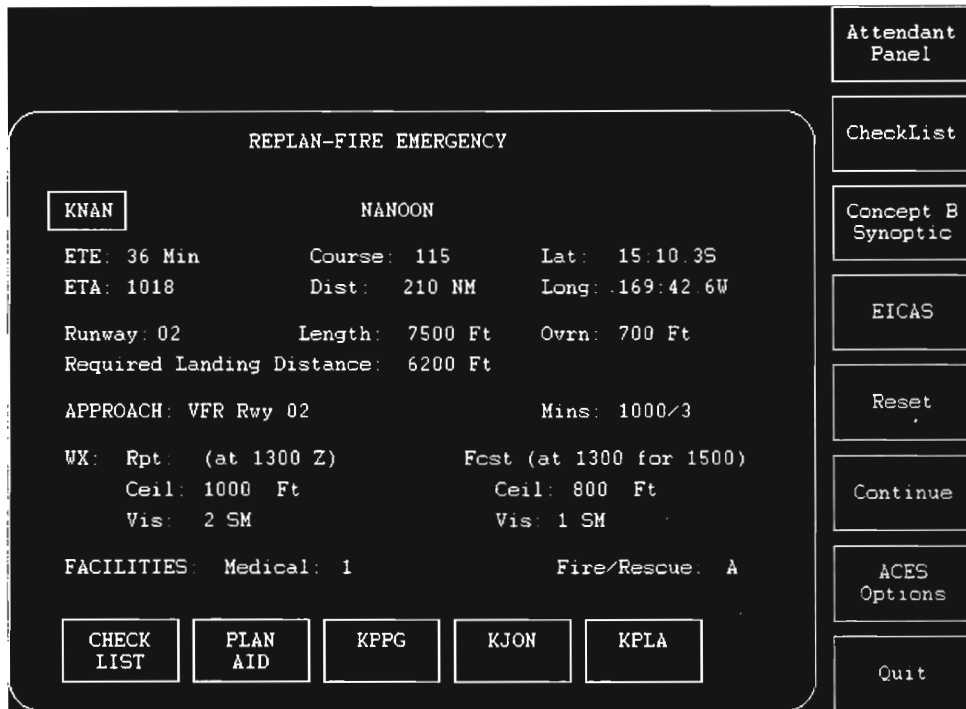 REPLAN-FIRE EMERGENCY
KNAN NANOON
ETE: 36 Min Course: 115 Lat: 15:10.3S
ETA: 1018 Dist: 210 NM Long: 169:42.6W
Runway: 02 Length: 7500 Ft Ovrn: 700 Ft
Required Landing Distance: 6200 Ft
APPROACH: VFR Rwy 02 Mins: 1000/3
WX: Rpt: (at 1300 Z) Fcst (at 1300 for 1500)
Ceil: 1000 Ft Ceil: 800 Ft
Vis: 2 SM Vis: 1 SM
FACILITIES: Medical: 1 Fire/Rescue: A
CHECK
LIST
PLAN
AID
KPPG
KJON
KPLA
Attendant
Panel
CheckList
Concept B
Synoptic
EICAS
Reset
Continue
ACES
Options
Quit